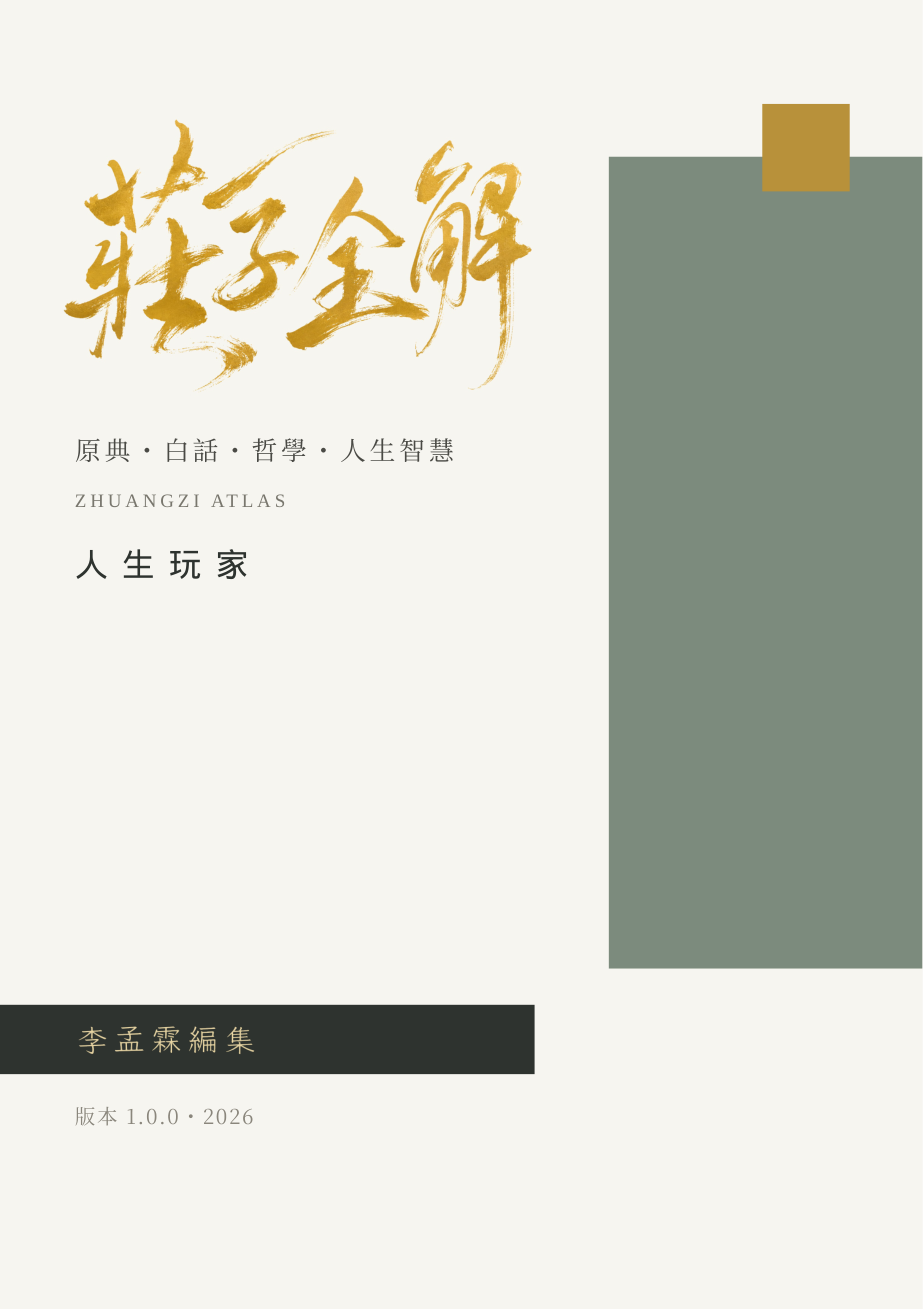 莊子全解
原典・白話・哲學・人生智慧
ZHUANGZI ATLAS
人生玩家
李孟霖編集
版本 1.0.0・2026